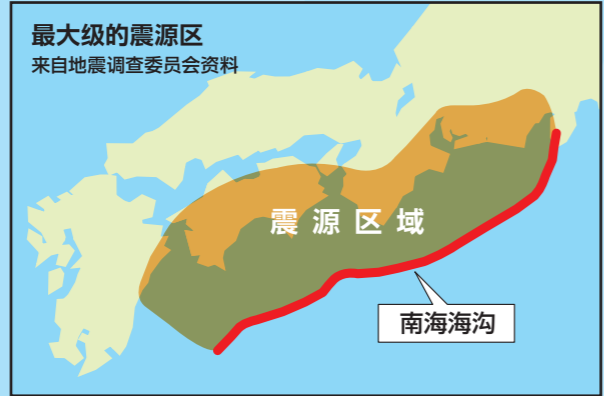 最大级的震源区
来自地震调查委员会资料
震源区域
南海海沟